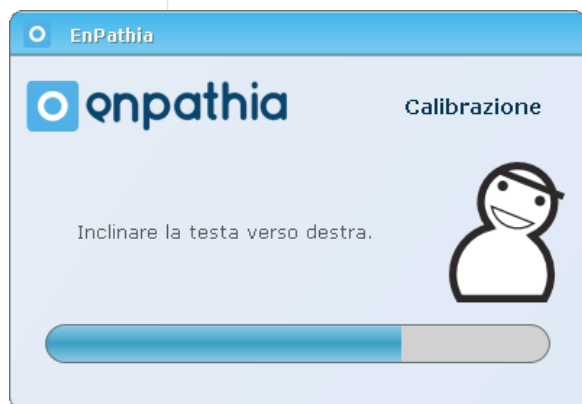 EnPathia
enpathia
Calibrazione
Inclinare la testa verso destra.